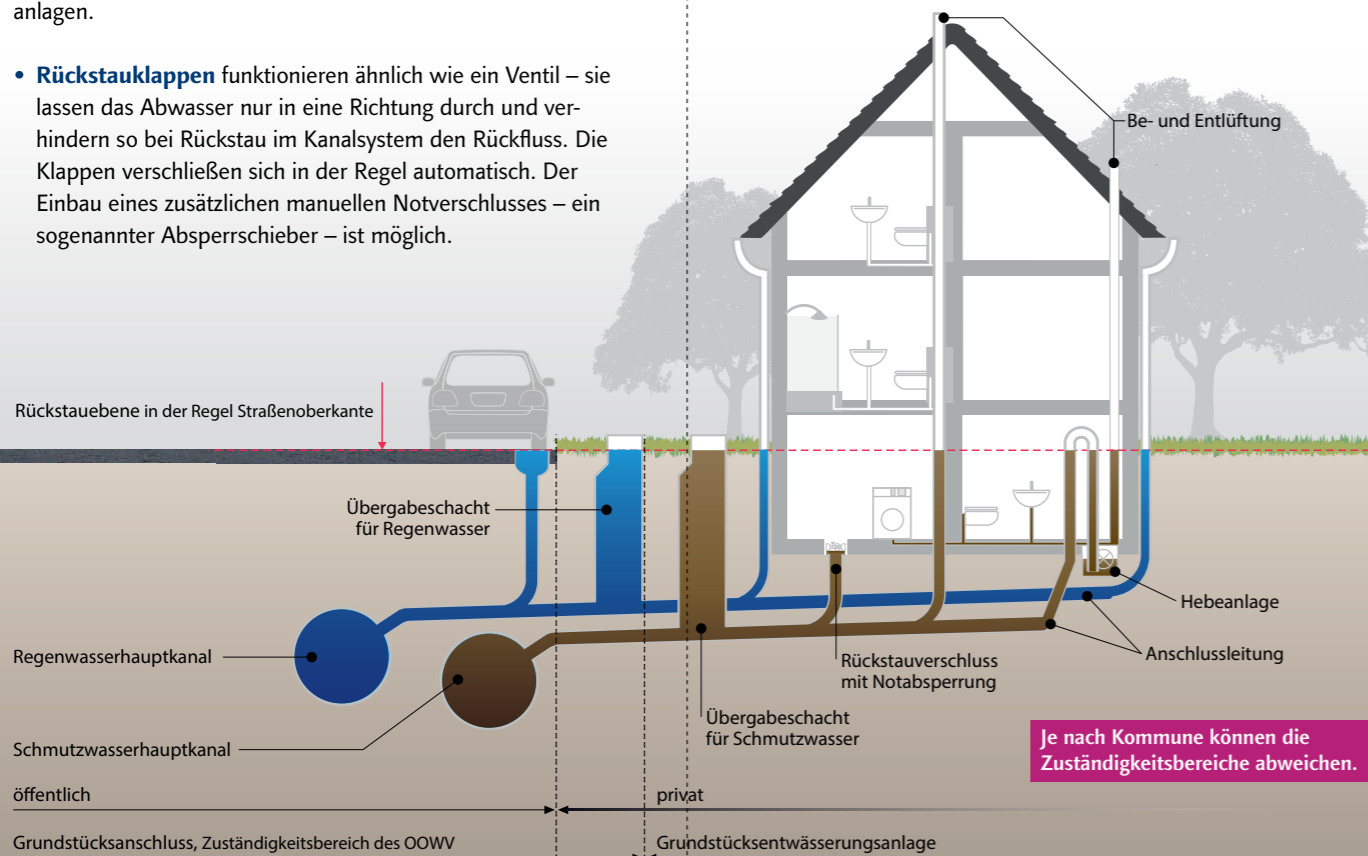 anlagen.
• Rückstauklappen funktionieren ähnlich wie ein Ventil – sie
lassen das Abwasser nur in eine Richtung durch und ver-
hindern so bei Rückstau im Kanalsystem den Rückfluss. Die
Klappen verschließen sich in der Regel automatisch. Der
Einbau eines zusätzlichen manuellen Notverschlusses – ein
sogenannter Absperrschieber – ist möglich.
Be- und Entlüftung
Rückstauebene in der Regel Straßenoberkante
Übergabeschacht
für Regenwasser
Hebeanlage
Regenwasserhauptkanal
Anschlussleitung
Rückstauverschluss
mit Notabsperrung
Übergabeschacht
für Schmutzwasser
Schmutzwasserhauptkanal
Je nach Kommune können die
Zuständigkeitsbereiche abweichen.
öffentlich
privat
Grundstücksanschluss, Zuständigkeitsbereich des OOWV
Grundstücksentwässerungsanlage